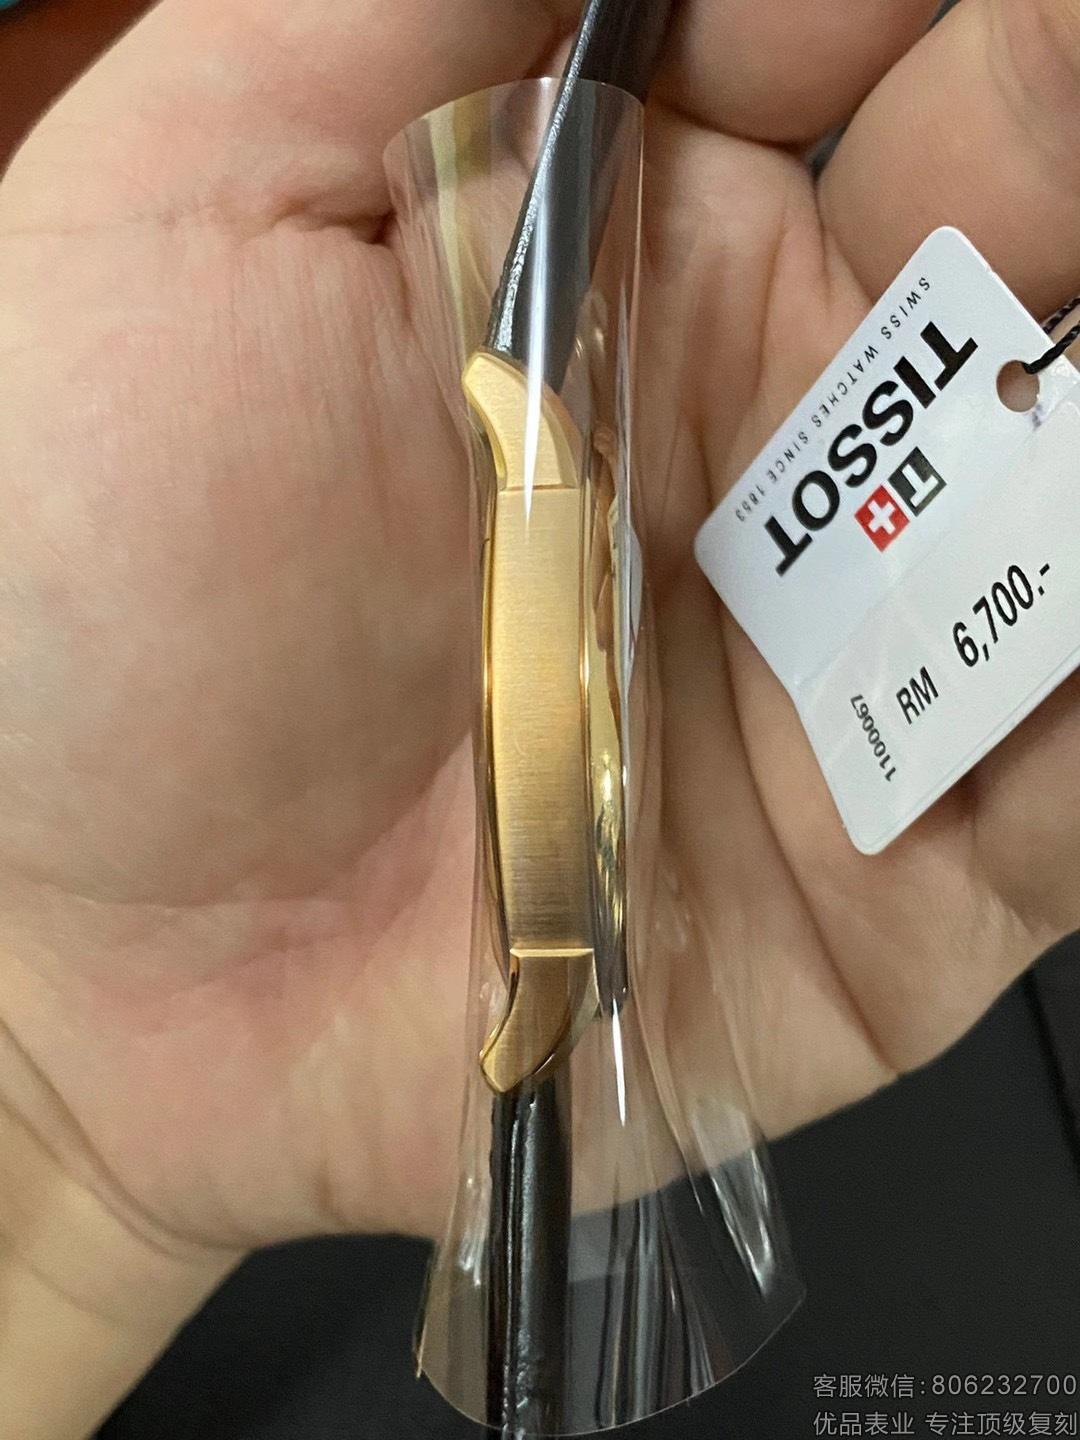 SWISS WATCHES SINCE 1853
TISSOT
T
RM 6,700.-
1100067
客服微信:806232700
优品表业 专注顶级复刻